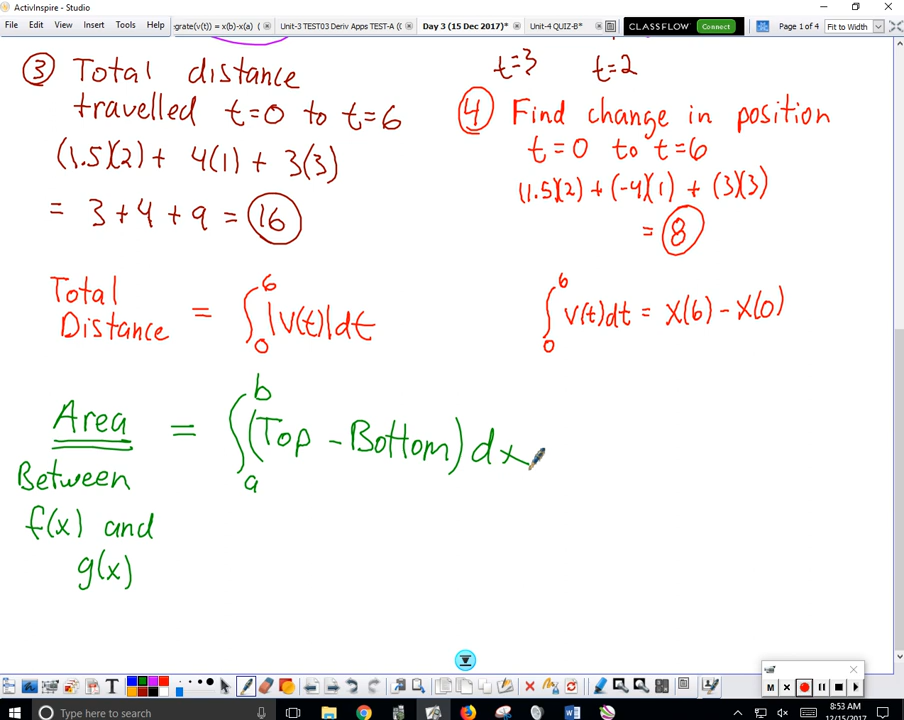 ActivInspire - Studio
File Edit View Insert Tools Help
-grate(v(t)) = x(b)-x(a) Unit-3 TEST03 Deriv Apps TEST-A Day 3 (15 Dec 2017)* Unit-4 QUIZ-B* CLASSFLOW Connect Page 1 of 4 Fit to Width
t=3 t=2
③ Total distance
travelled t=0 to t=6
(1.5)(2) + 4(1) + 3(3)
= 3+4+9 = 16
④ Find change in position
t=0 to t=6
(1.5)(2) + (-4)(1) + (3)(3)
= 8
Total
Distance = ∫₀⁶ |v(t)|dt
∫₀⁶ v(t)dt = x(6) - x(0)
Area = ∫ₐᵇ (Top - Bottom) dx
Between
f(x) and
g(x)
Type here to search
8:53 AM
12/15/2017